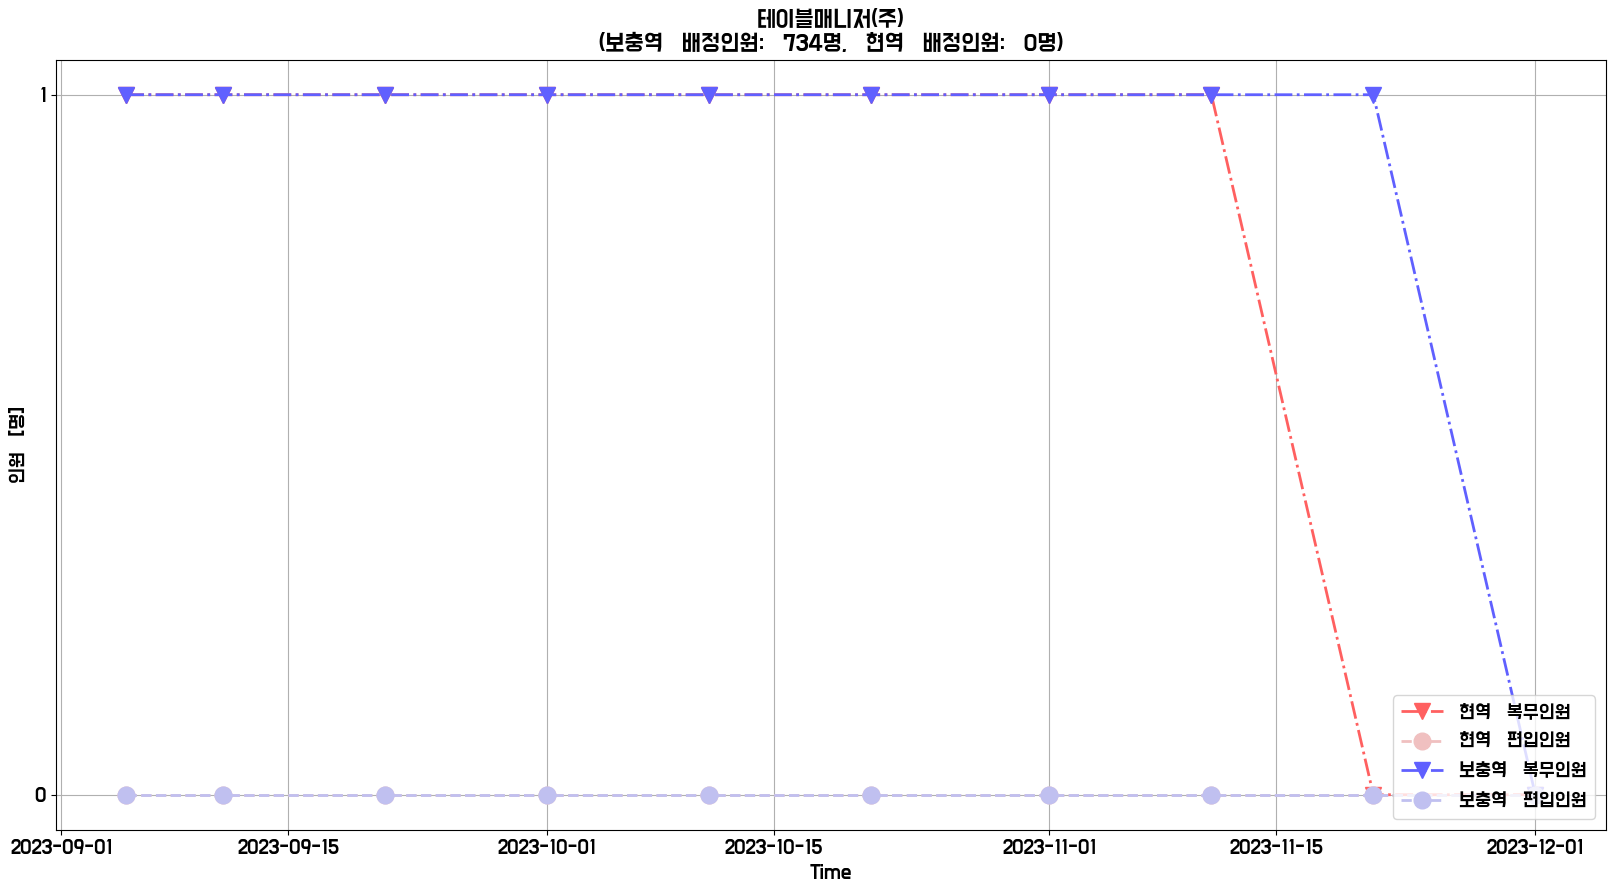 테이블매니저(주)
(보충역 배정인원: 734명, 현역 배정인원: 0명)
1
0
인원 [명]
2023-09-01
2023-09-15
2023-10-01
2023-10-15
2023-11-01
2023-11-15
2023-12-01
Time
현역 복무인원
현역 편입인원
보충역 복무인원
보충역 편입인원